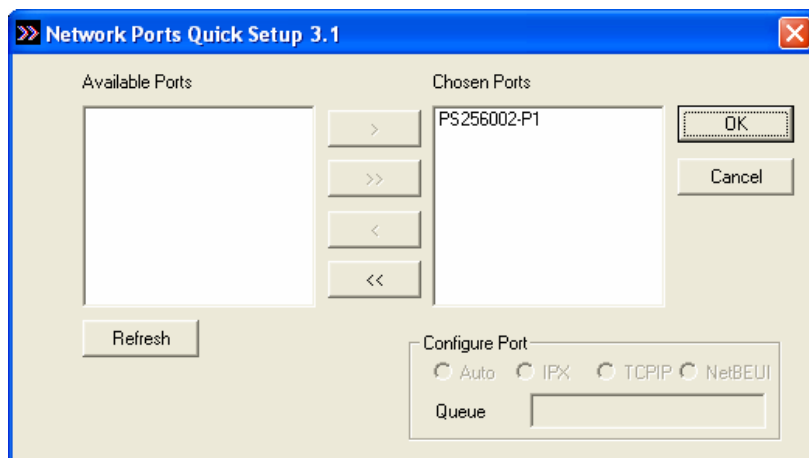 Network Ports Quick Setup 3.1
Available Ports
Chosen Ports
PS256002-P1
>
>>
<
<<
OK
Cancel
Refresh
Configure Port
Auto IPX TCPIP NetBEUI
Queue